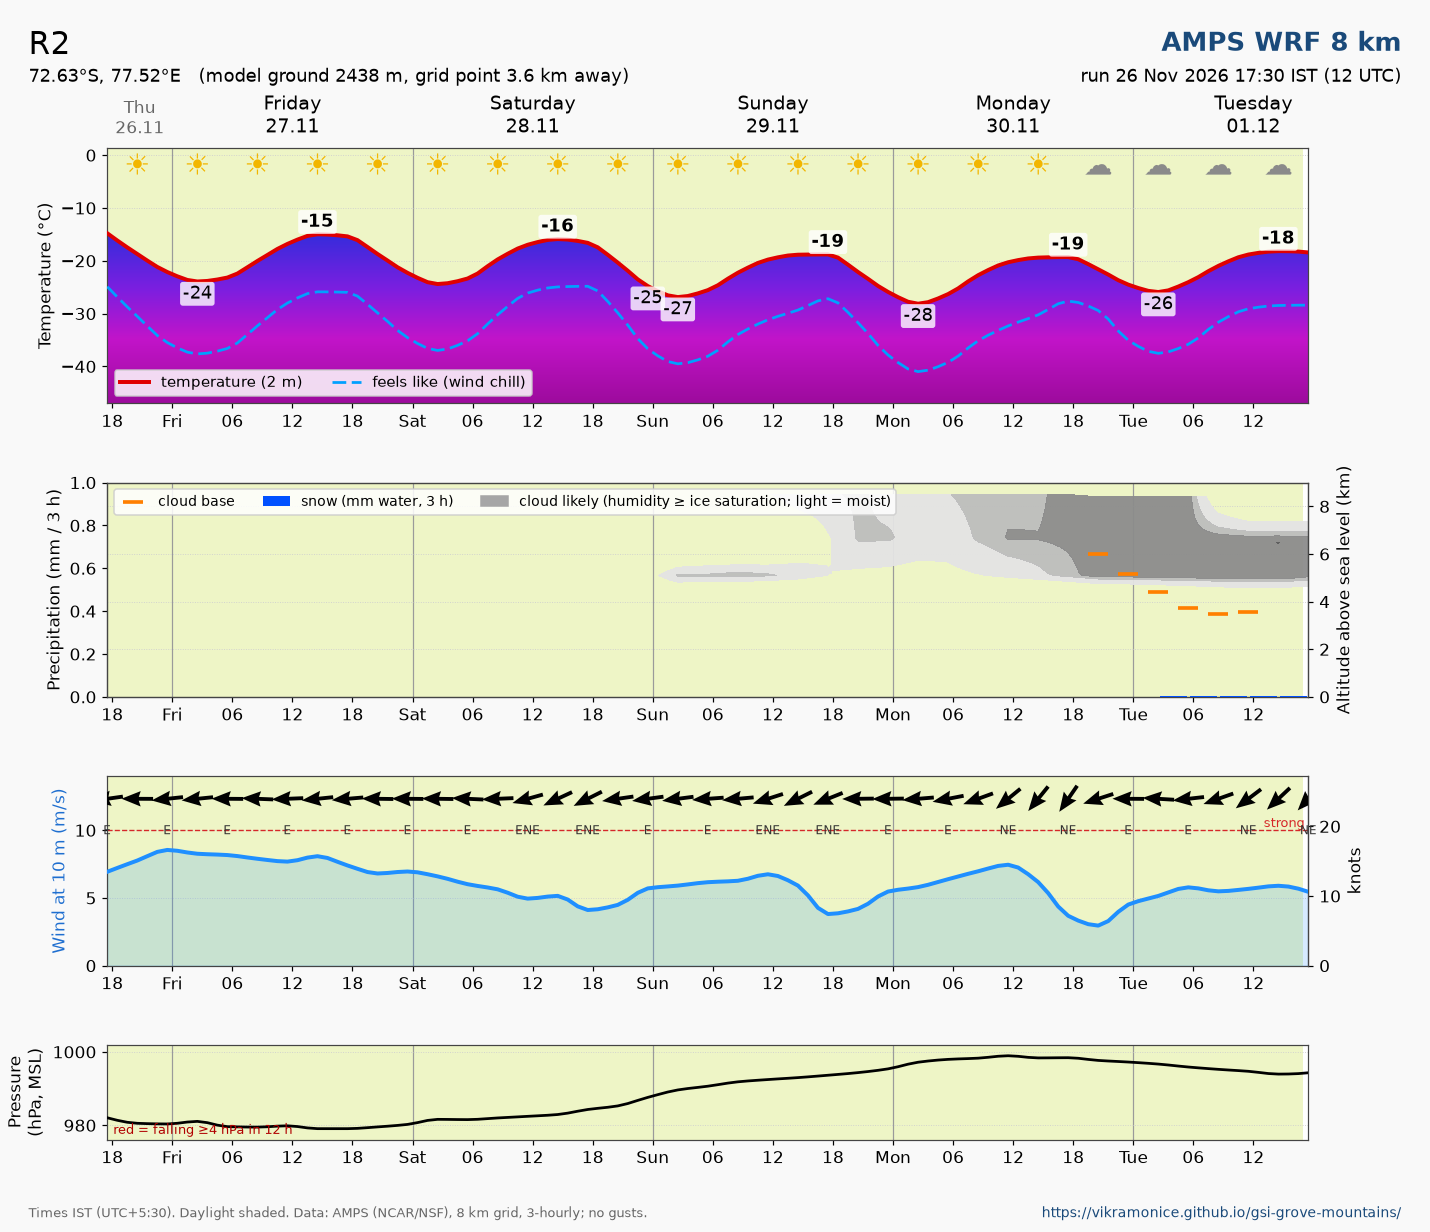 R2
AMPS WRF 8 km
72.63°S, 77.52°E (model ground 2438 m, grid point 3.6 km away)
run 26 Nov 2026 17:30 IST (12 UTC)
Thu Friday Saturday Sunday Monday Tuesday
26.11 27.11 28.11 29.11 30.11 01.12
Temperature (°C)
0
−10
−20
−30
−40
-15 -16 -19 -19 -18
-24 -25 -27 -28 -26
temperature (2 m) feels like (wind chill)
18 Fri 06 12 18 Sat 06 12 18 Sun 06 12 18 Mon 06 12 18 Tue 06 12
Precipitation (mm / 3 h)
1.0
0.8
0.6
0.4
0.2
0.0
cloud base snow (mm water, 3 h) cloud likely (humidity ≥ ice saturation; light = moist)
8
6
4
2
0
Altitude above sea level (km)
18 Fri 06 12 18 Sat 06 12 18 Sun 06 12 18 Mon 06 12 18 Tue 06 12
Wind at 10 m (m/s)
10
5
0
strong
E E E E E E E ENE ENE E E ENE ENE E E NE NE E E NE NE
20
10
0
knots
18 Fri 06 12 18 Sat 06 12 18 Sun 06 12 18 Mon 06 12 18 Tue 06 12
Pressure
(hPa, MSL)
1000
980
red = falling ≥4 hPa in 12 h
18 Fri 06 12 18 Sat 06 12 18 Sun 06 12 18 Mon 06 12 18 Tue 06 12
Times IST (UTC+5:30). Daylight shaded. Data: AMPS (NCAR/NSF), 8 km grid, 3-hourly; no gusts.
https://vikramonice.github.io/gsi-grove-mountains/